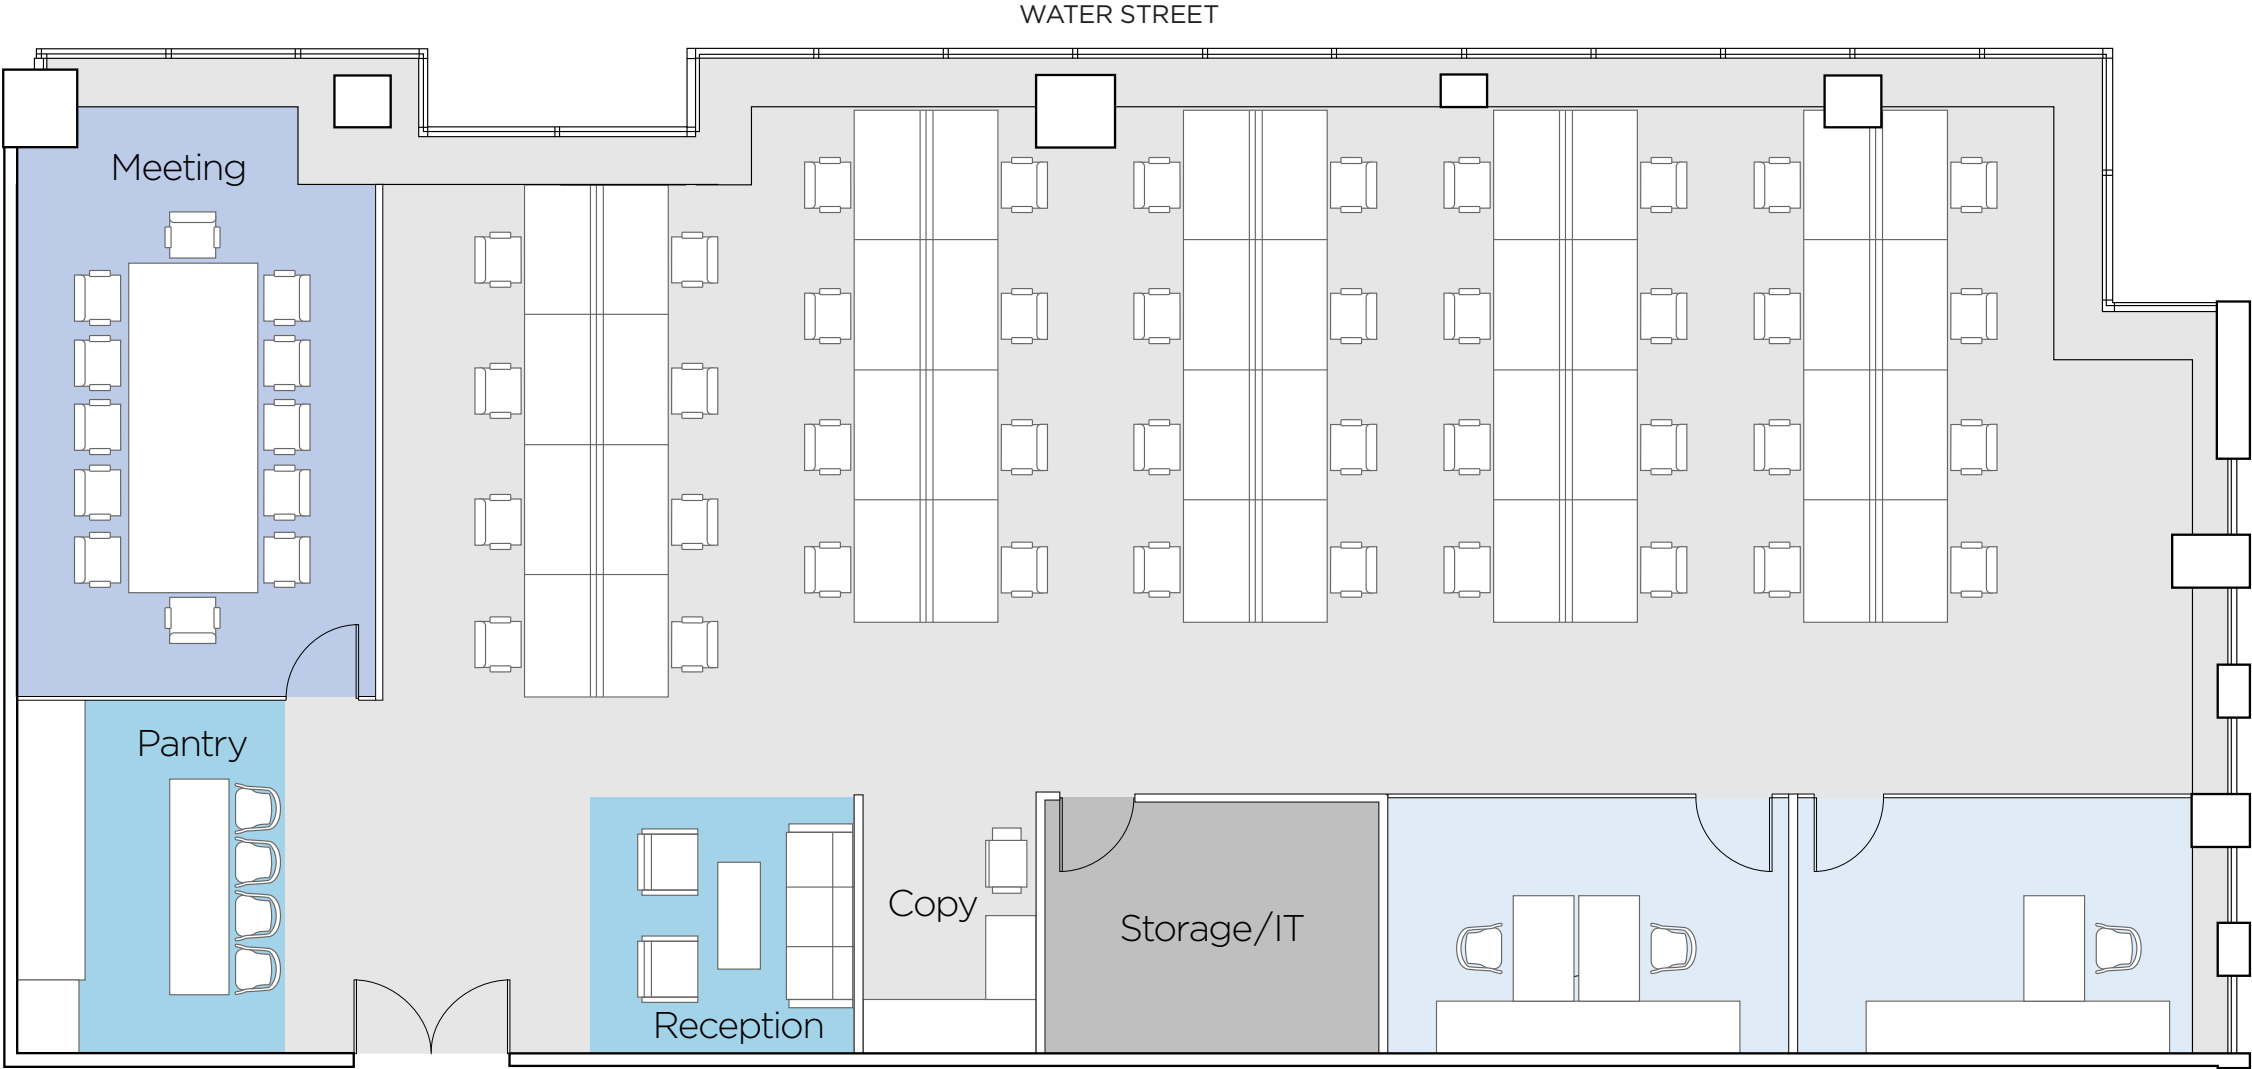 WATER STREET
Meeting
Pantry
Copy
Storage/IT
Reception